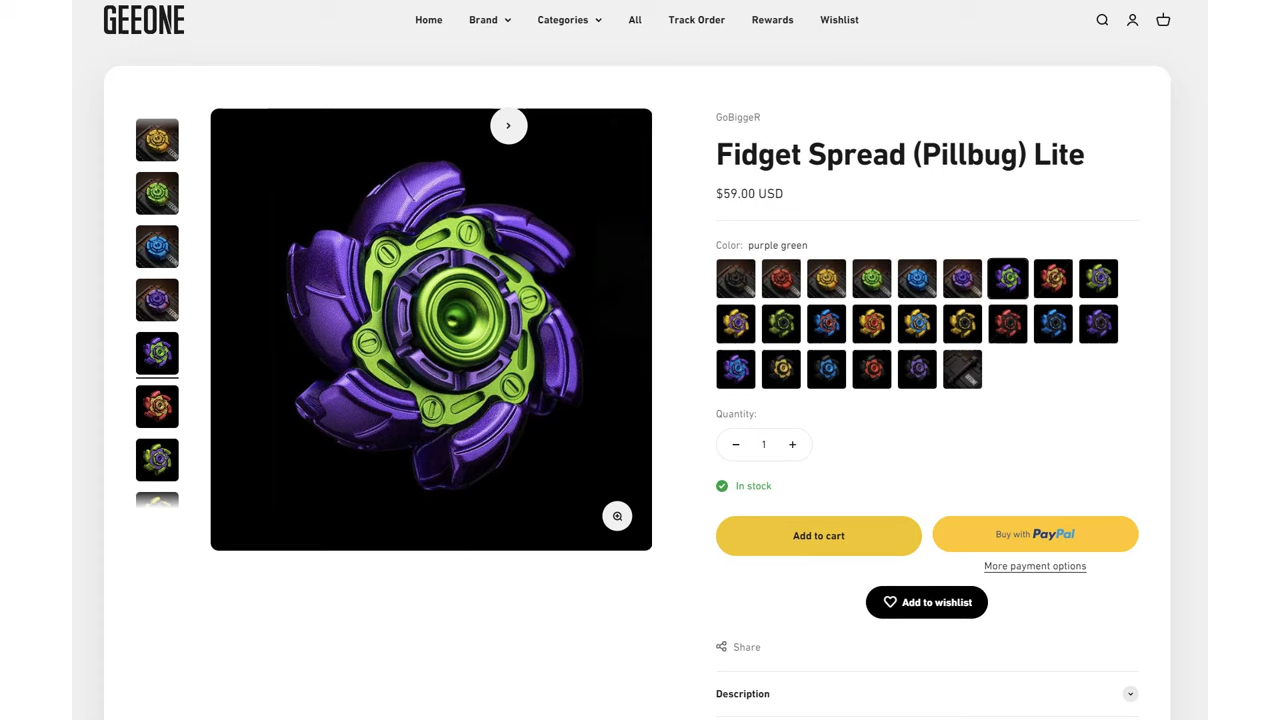 GEEONE
Home
Brand
Categories
All
Track Order
Rewards
Wishlist
GoBiggeR
Fidget Spread (Pillbug) Lite
$59.00 USD
Color: purple green
Quantity:
1
In stock
Add to cart
Buy with PayPal
More payment options
Add to wishlist
Share
Description